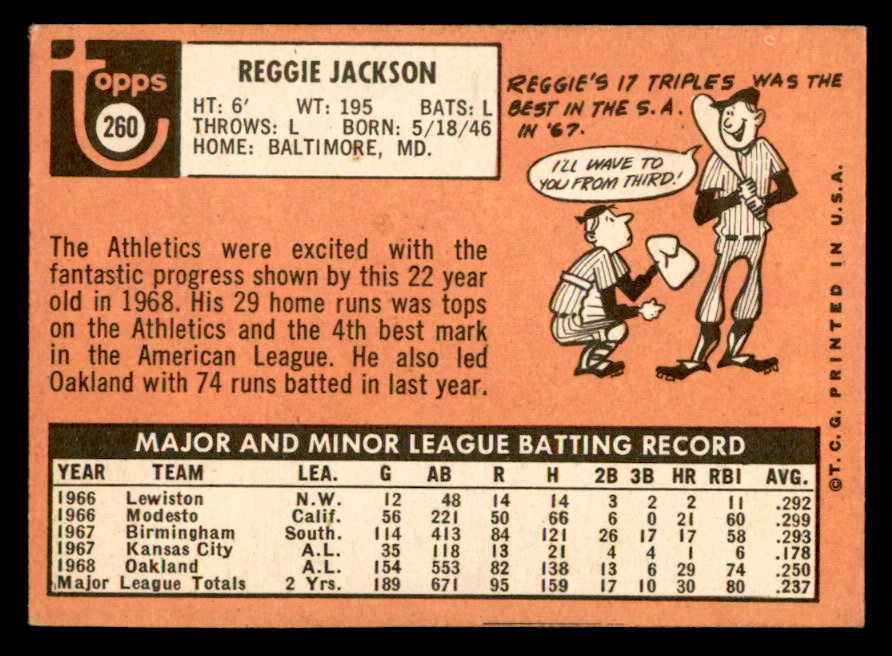 topps
260
REGGIE JACKSON
HT: 6' WT: 195 BATS: L
THROWS: L BORN: 5/18/46
HOME: BALTIMORE, MD.
REGGIE'S 17 TRIPLES WAS THE
BEST IN THE S.A.
IN '67.
I'LL WAVE TO
YOU FROM THIRD!
The Athletics were excited with the
fantastic progress shown by this 22 year
old in 1968. His 29 home runs was tops
on the Athletics and the 4th best mark
in the American League. He also led
Oakland with 74 runs batted in last year.
MAJOR AND MINOR LEAGUE BATTING RECORD
YEAR TEAM LEA. G AB R H 2B 3B HR RBI AVG.
1966 Lewiston N.W. 12 48 14 14 3 2 2 11 .292
1966 Modesto Calif. 56 221 50 66 6 0 21 60 .299
1967 Birmingham South. 114 413 84 121 26 17 17 58 .293
1967 Kansas City A.L. 35 118 13 21 4 4 1 6 .178
1968 Oakland A.L. 154 553 82 138 13 6 29 74 .250
Major League Totals 2 Yrs. 189 671 95 159 17 10 30 80 .237
©T.C.G. PRINTED IN U.S.A.